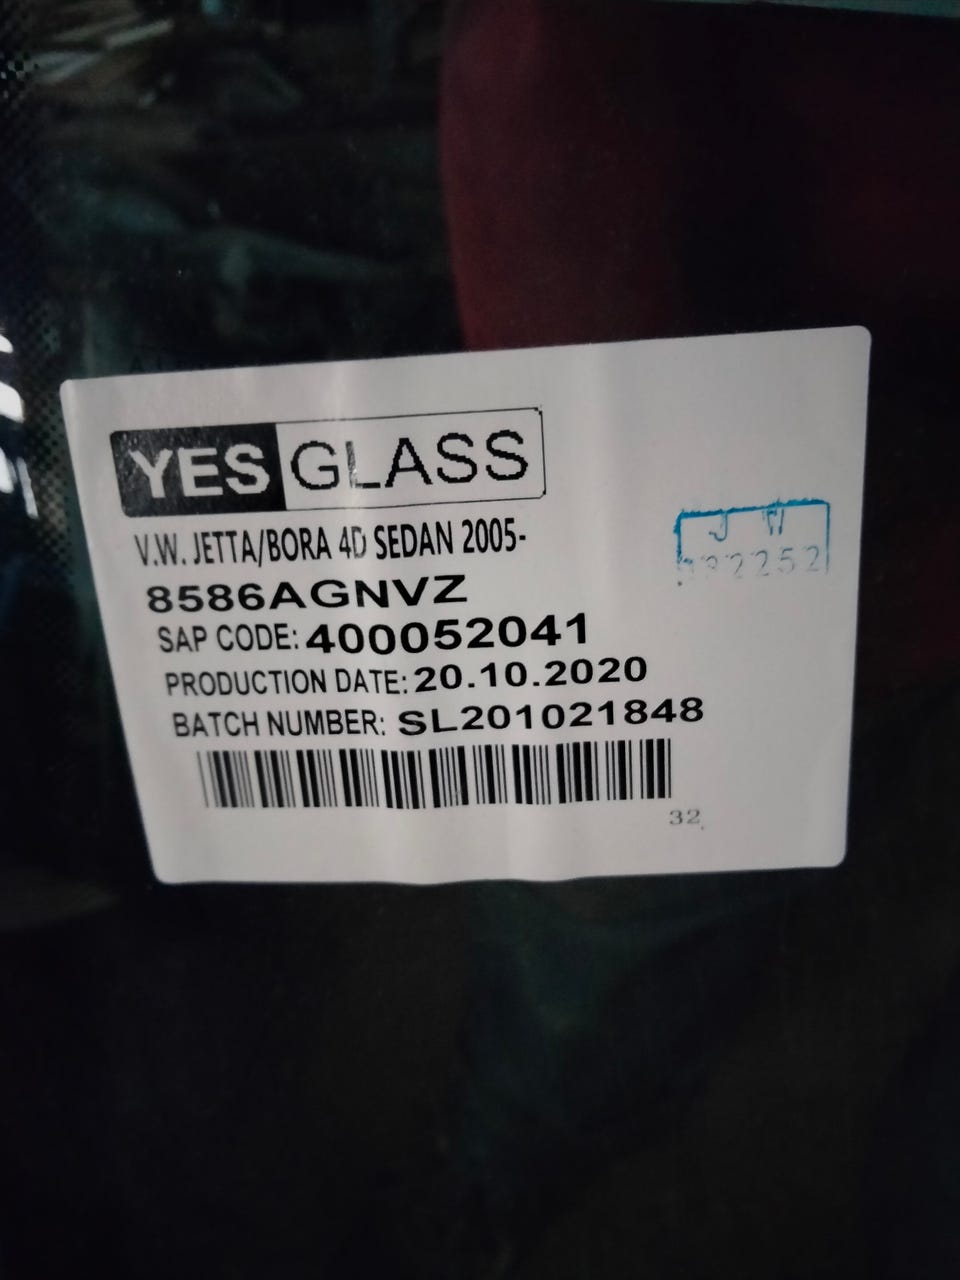 YES GLASS
V.W. JETTA/BORA 4D SEDAN 2005-
8586AGNVZ
SAP CODE: 400052041
PRODUCTION DATE: 20.10.2020
BATCH NUMBER: SL201021848
32
J W